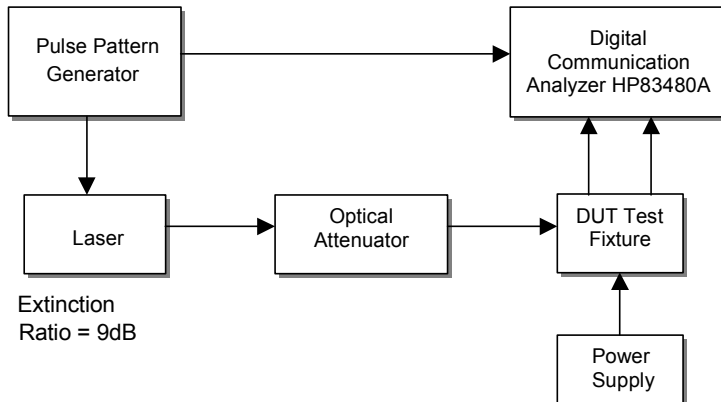 Pulse Pattern
Generator
Digital
Communication
Analyzer HP83480A
Laser
Optical
Attenuator
DUT Test
Fixture
Extinction
Ratio = 9dB
Power
Supply